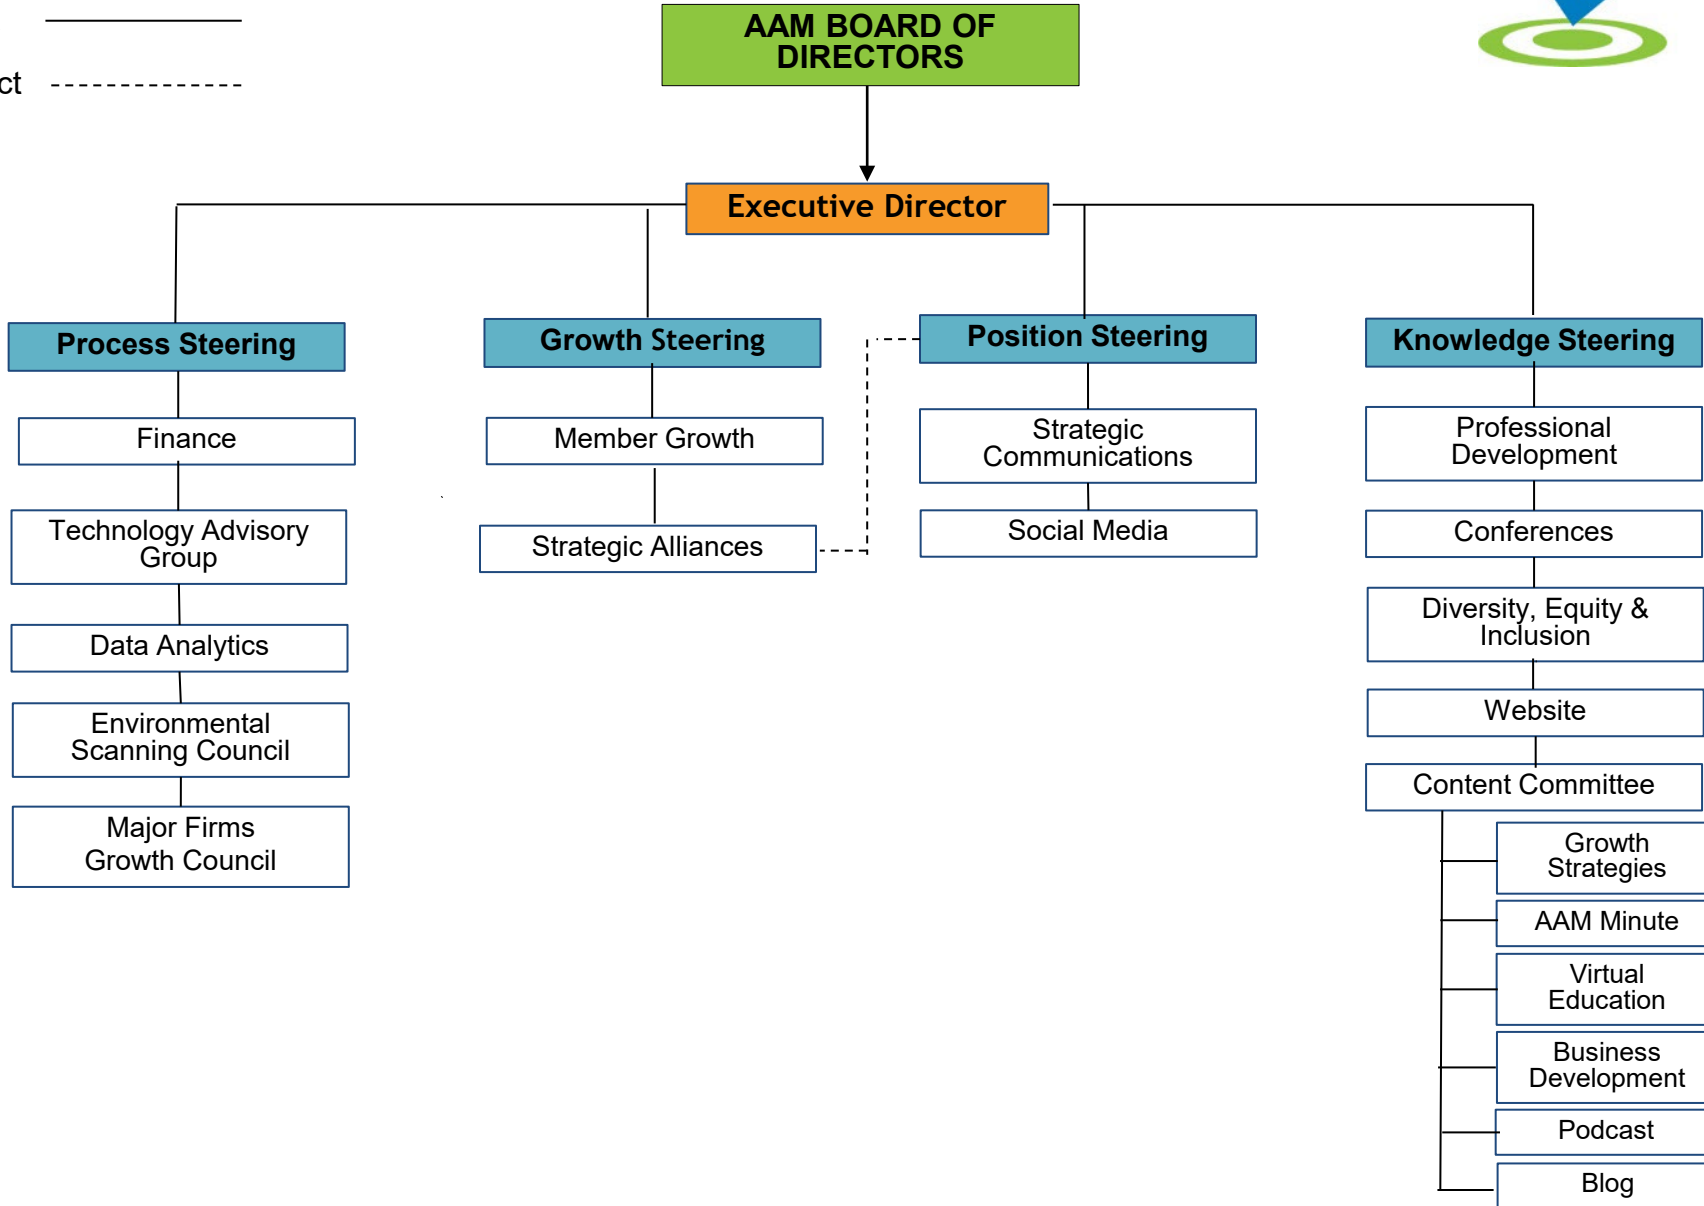 AAM BOARD OF
DIRECTORS
ct
Executive Director
Process Steering
Finance
Technology Advisory
Group
Data Analytics
Environmental
Scanning Council
Major Firms
Growth Council
Growth Steering
Member Growth
Strategic Alliances
Position Steering
Strategic
Communications
Social Media
Knowledge Steering
Professional
Development
Conferences
Diversity, Equity &
Inclusion
Website
Content Committee
Growth
Strategies
AAM Minute
Virtual
Education
Business
Development
Podcast
Blog